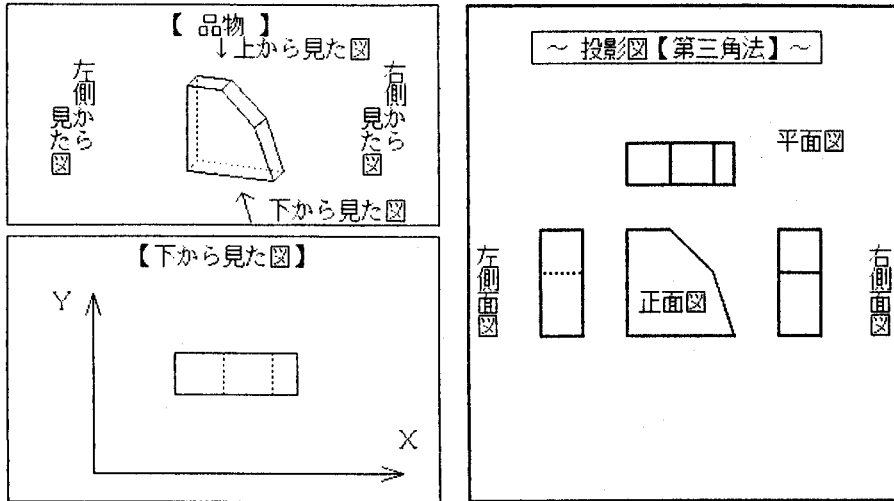 【 品物 】
↓上から見た図
左側から
見た図
右側から
見た図
下から見た図
【下から見た図】
Y
X
～ 投影図【第三角法】～
平面図
左側面図
正面図
右側面図